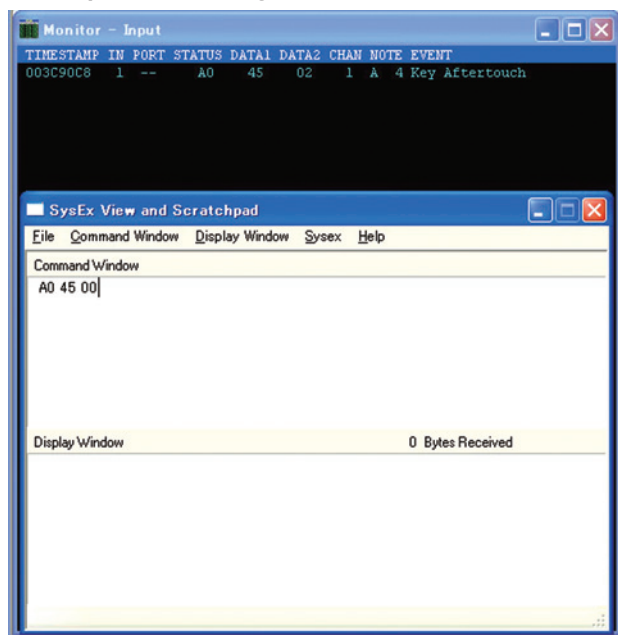 Monitor - Input
TIMESTAMP IN PORT STATUS DATA1 DATA2 CHAN NOTE EVENT
003C90C8 1 -- A0 45 02 1 A 4 Key Aftertouch
SysEx View and Scratchpad
File Command Window Display Window Sysex Help
Command Window
A0 45 00
Display Window 0 Bytes Received